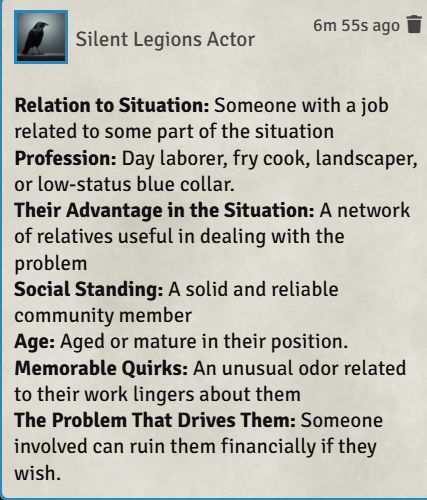 6m 55s ago
Silent Legions Actor
Relation to Situation: Someone with a job
related to some part of the situation
Profession: Day laborer, fry cook, landscaper,
or low-status blue collar.
Their Advantage in the Situation: A network
of relatives useful in dealing with the
problem
Social Standing: A solid and reliable
community member
Age: Aged or mature in their position.
Memorable Quirks: An unusual odor related
to their work lingers about them
The Problem That Drives Them: Someone
involved can ruin them financially if they
wish.